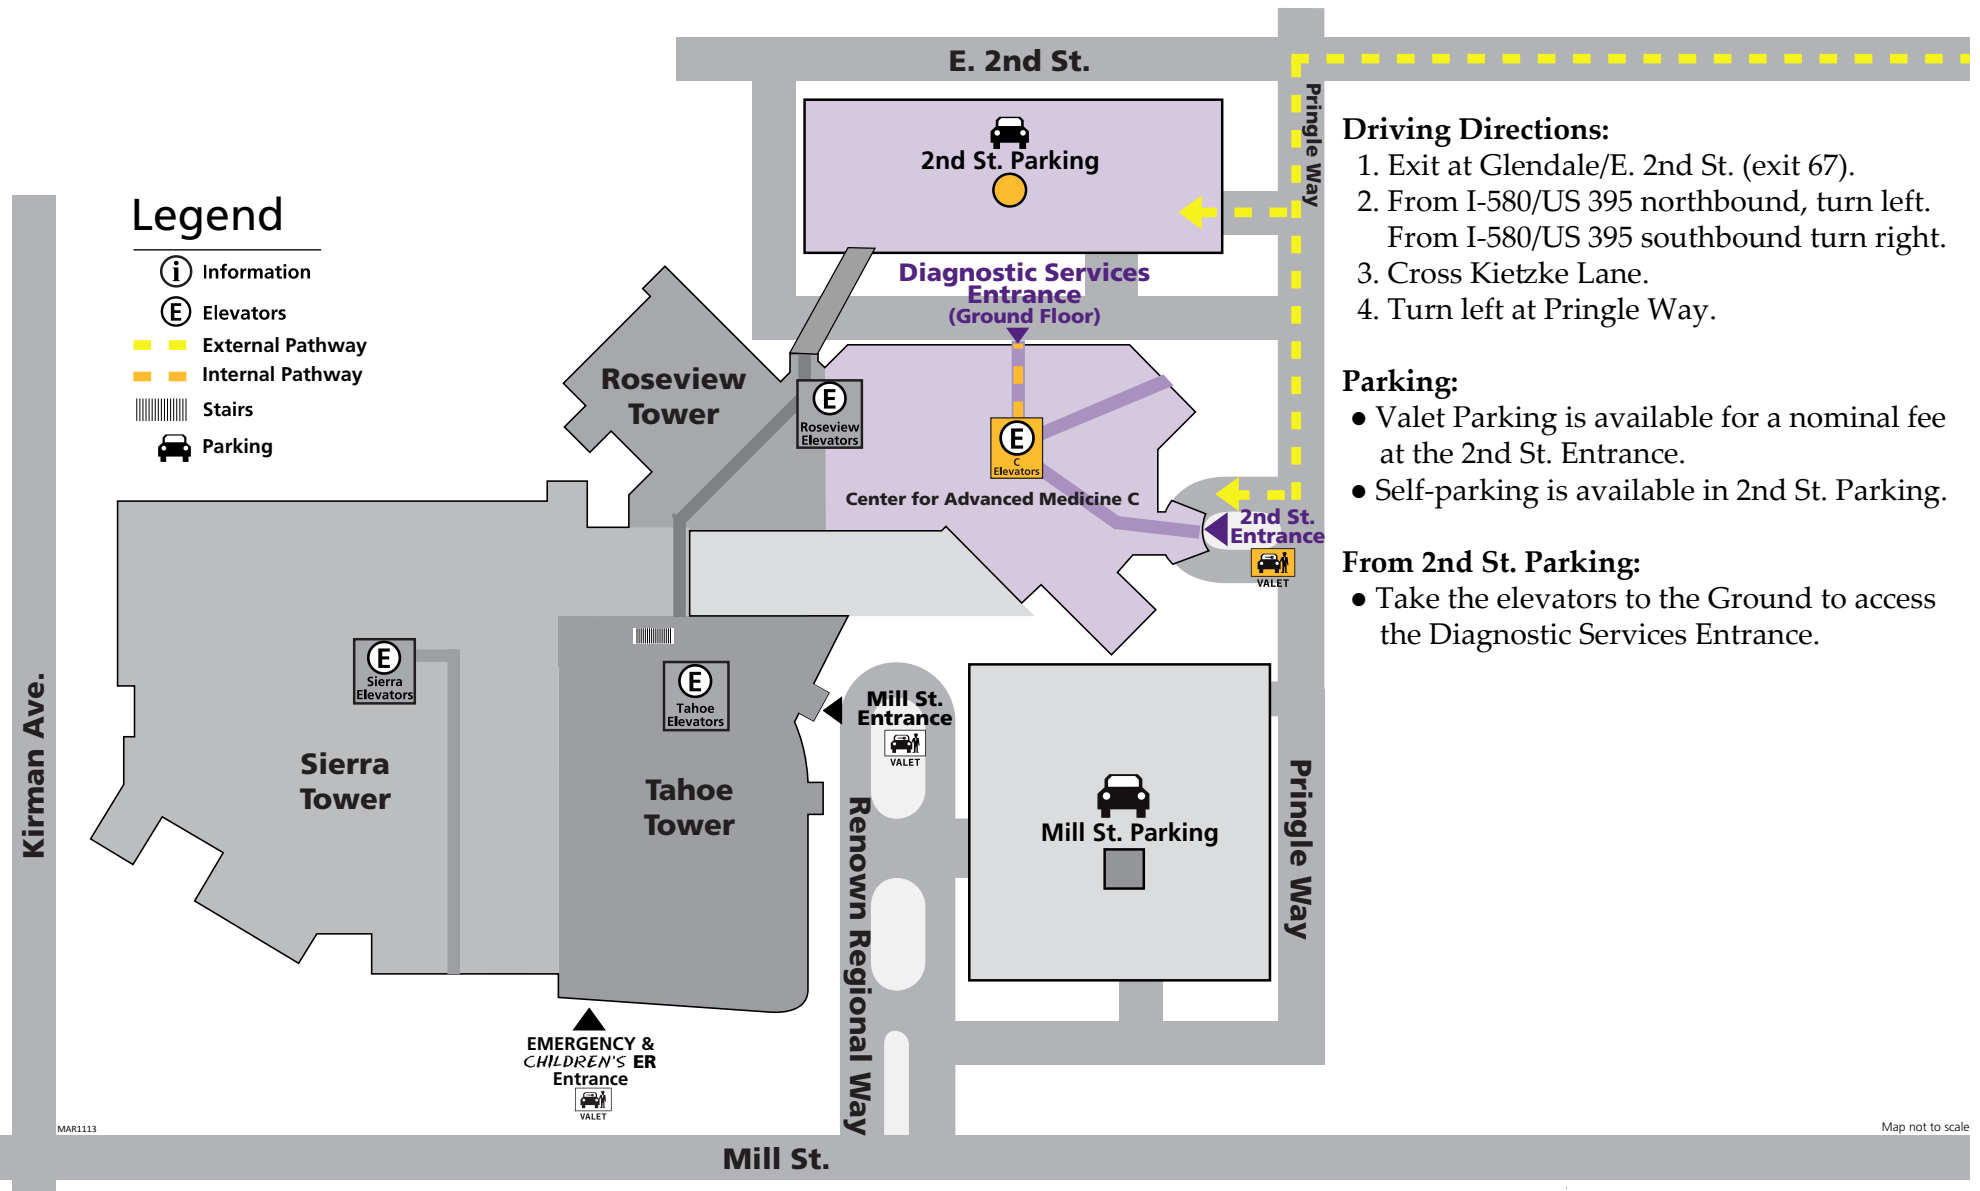 E. 2nd St.
Pringle Way
2nd St. Parking
Driving Directions:
1. Exit at Glendale/E. 2nd St. (exit 67).
2. From I-580/US 395 northbound, turn left.
From I-580/US 395 southbound turn right.
3. Cross Kietzke Lane.
4. Turn left at Pringle Way.
Parking:
● Valet Parking is available for a nominal fee
at the 2nd St. Entrance.
● Self-parking is available in 2nd St. Parking.
From 2nd St. Parking:
● Take the elevators to the Ground to access
the Diagnostic Services Entrance.
Legend
i Information
E Elevators
External Pathway
Internal Pathway
Stairs
Parking
Diagnostic Services
Entrance
(Ground Floor)
Roseview
Tower
E
Roseview
Elevators
E
C
Elevators
Center for Advanced Medicine C
2nd St.
Entrance
VALET
E
Sierra
Elevators
E
Tahoe
Elevators
Mill St.
Entrance
VALET
Sierra
Tower
Tahoe
Tower
Mill St. Parking
Kirman Ave.
Renown Regional Way
Pringle Way
EMERGENCY &
CHILDREN'S ER
Entrance
VALET
MAR1113
Map not to scale
Mill St.